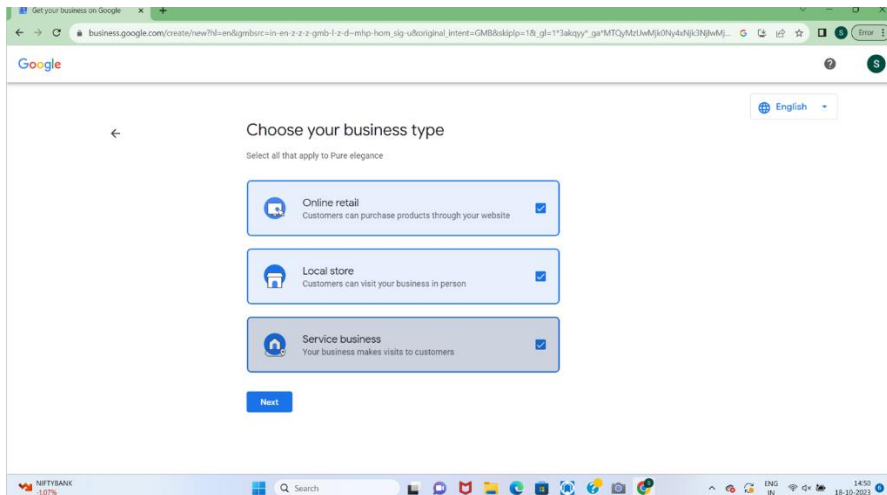 Get your business on Google
business.google.com/create/new?hl=en&gmbsrc=in-en-z-z-z-gmb-l-z-d~mhp-hom_sig-u&original_intent=GMB&skiplp=1&_gl=1*3akqyy*_ga*
Error
Google
S
English
Choose your business type
Select all that apply to Pure elegance
Online retail
Customers can purchase products through your website
Local store
Customers can visit your business in person
Service business
Your business makes visits to customers
Next
NIFTYBANK
-1.07%
Search
ENG
IN
14:50
18-10-2023